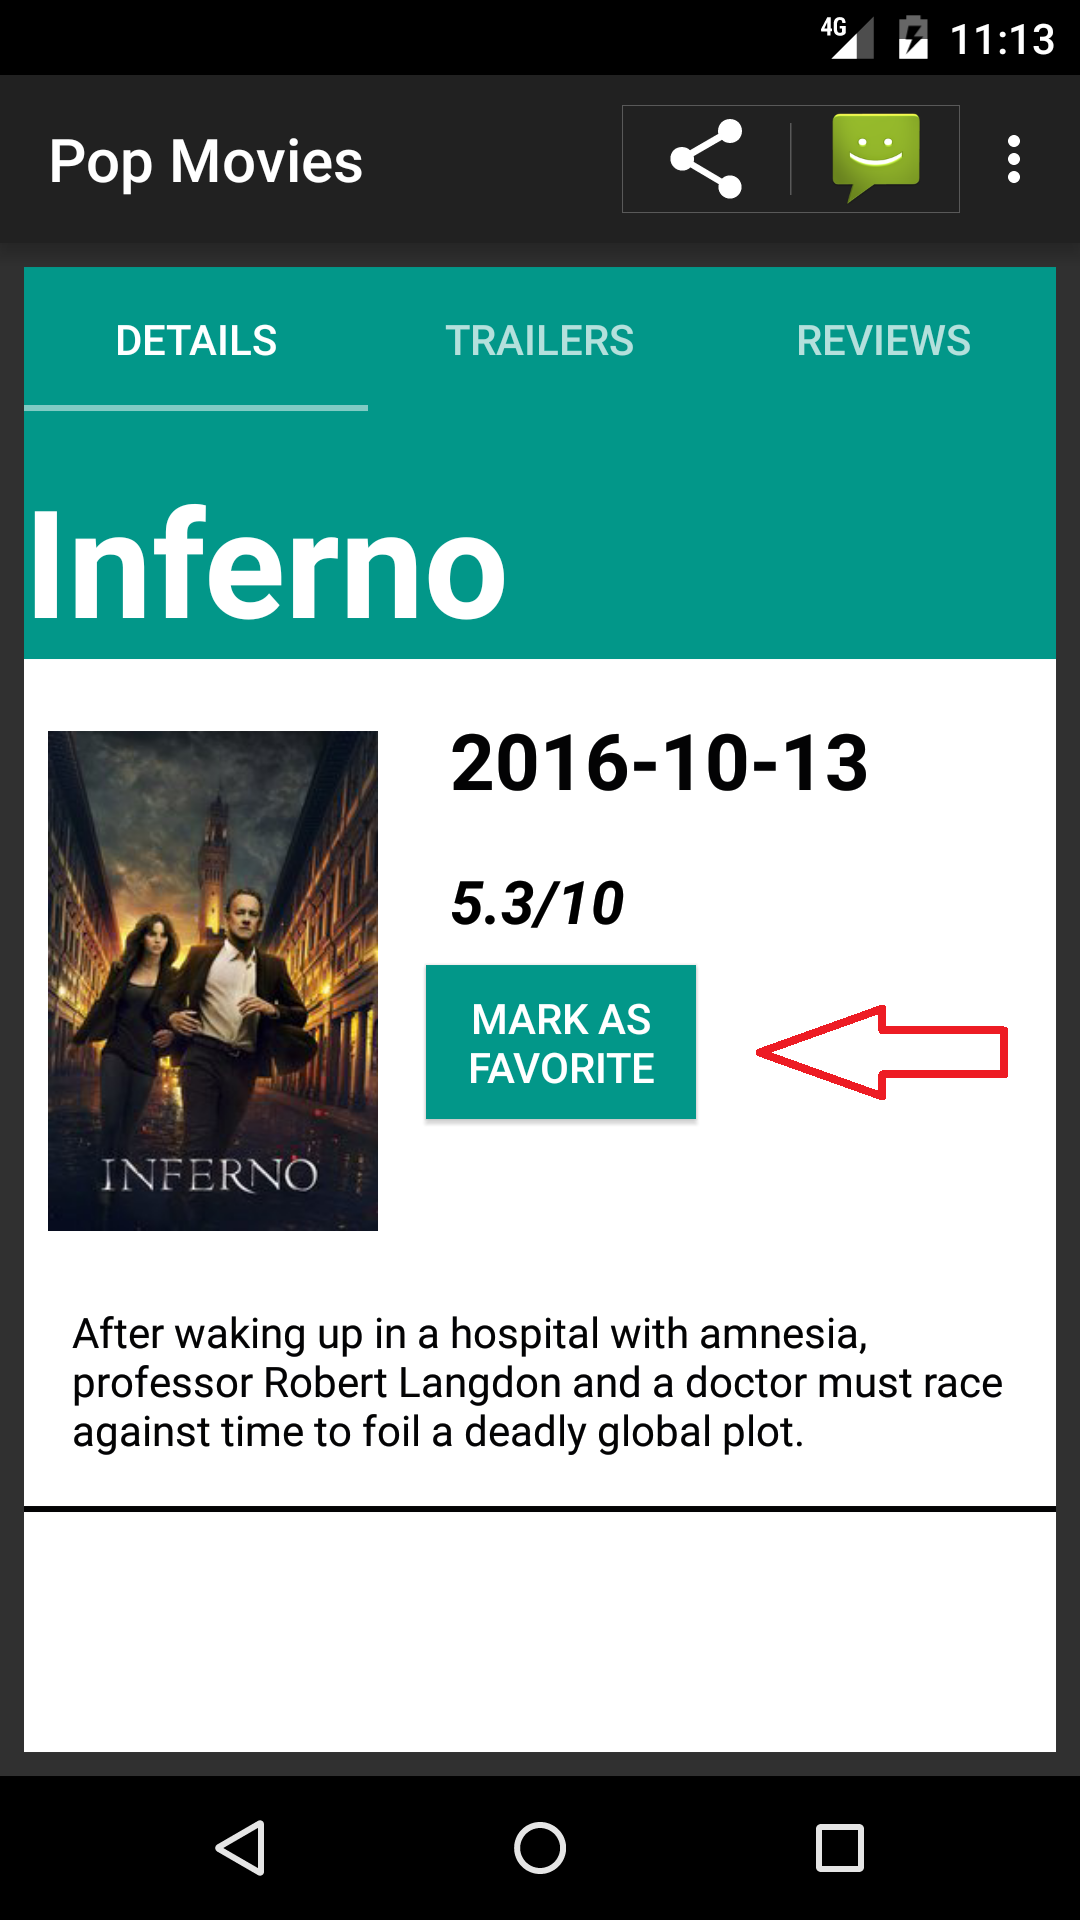 4G 11:13
Pop Movies
DETAILS TRAILERS REVIEWS
Inferno
2016-10-13
5.3/10
MARK AS
FAVORITE
INFERNO
After waking up in a hospital with amnesia,
professor Robert Langdon and a doctor must race
against time to foil a deadly global plot.